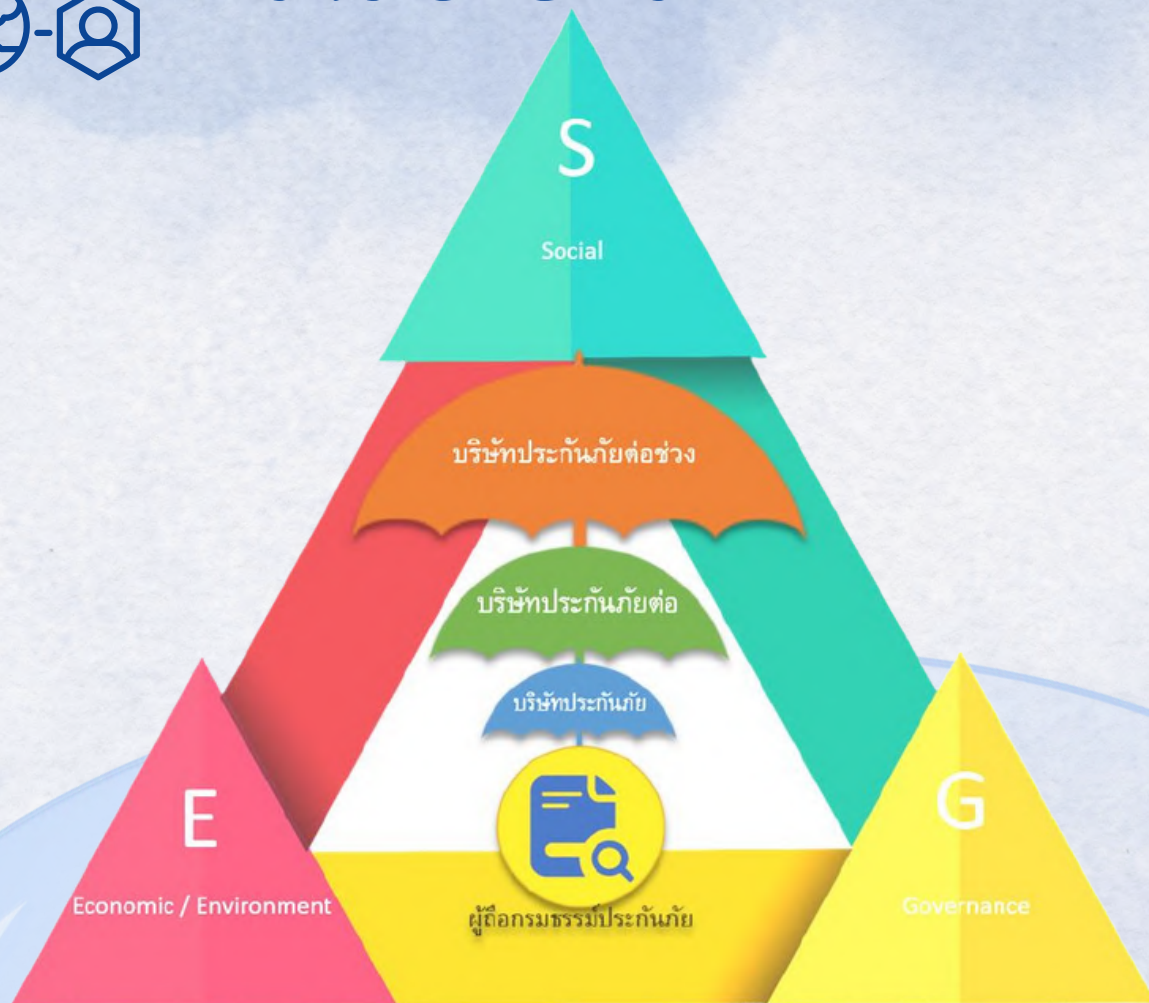 S
Social
บริษัทประกันภัยต่อช่วง
บริษัทประกันภัยต่อ
บริษัทประกันภัย
E
Economic / Environment
G
Governance
ผู้ถือกรมธรรม์ประกันภัย